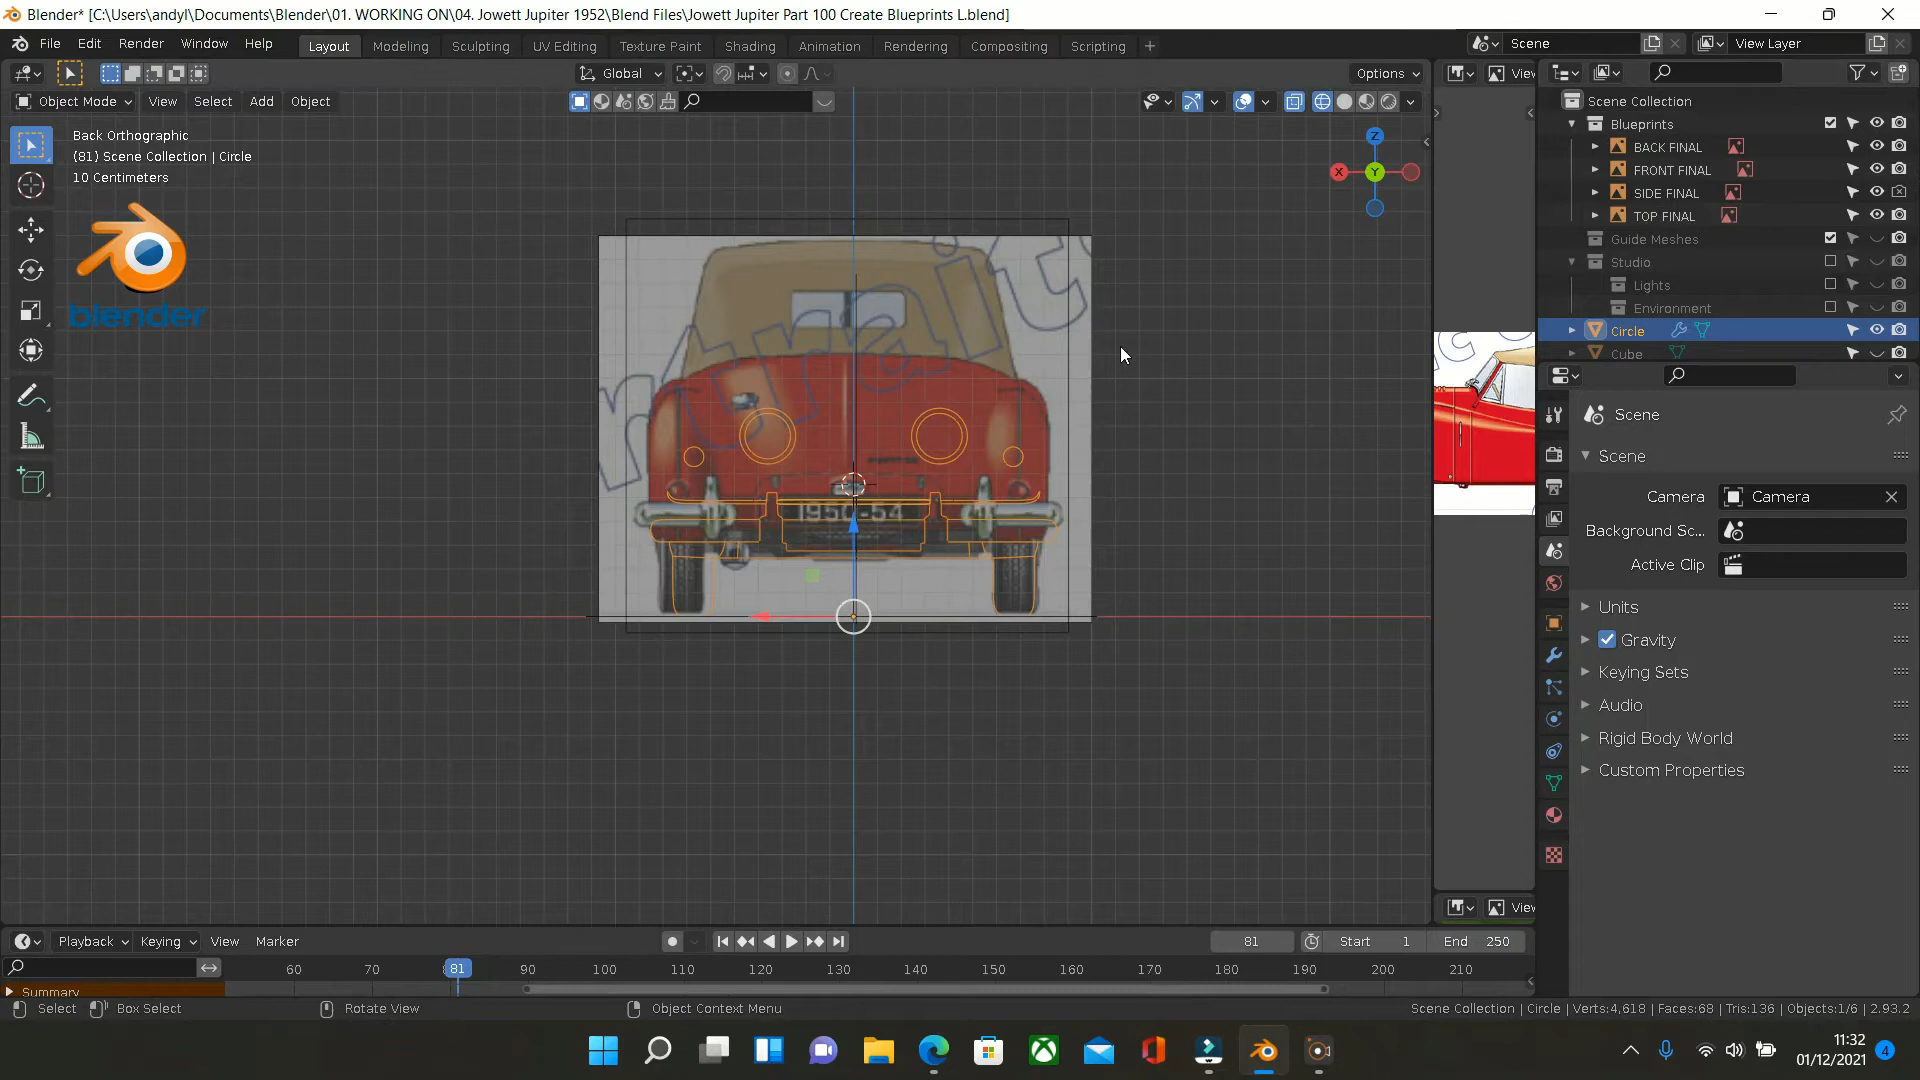 Blender* [C:\Users\andyl\Documents\Blender\01. WORKING ON\04. Jowett Jupiter 1952\Blend Files\Jowett Jupiter Part 100 Create Blueprints L.blend]
File Edit Render Window Help Layout Modeling Sculpting UV Editing Texture Paint Shading Animation Rendering Compositing Scripting + Scene View Layer
Global Options View
Object Mode View Select Add Object Scene Collection
Back Orthographic
(81) Scene Collection | Circle
10 Centimeters
Blueprints
BACK FINAL
FRONT FINAL
SIDE FINAL
TOP FINAL
Guide Meshes
Studio
Lights
Environment
Circle
Cube
Z
X
Y
blender
1950-54
Scene
Scene
Camera Camera
Background Sc...
Active Clip
Units
Gravity
Keying Sets
Audio
Rigid Body World
Custom Properties
View
Playback Keying View Marker 81 Start 1 End 250
60 70 81 90 100 110 120 130 140 150 160 170 180 190 200 210
Summary
Select Box Select Rotate View Object Context Menu Scene Collection | Circle | Verts:4,618 | Faces:68 | Tris:136 | Objects:1/6 | 2.93.2
11:32
01/12/2021 4